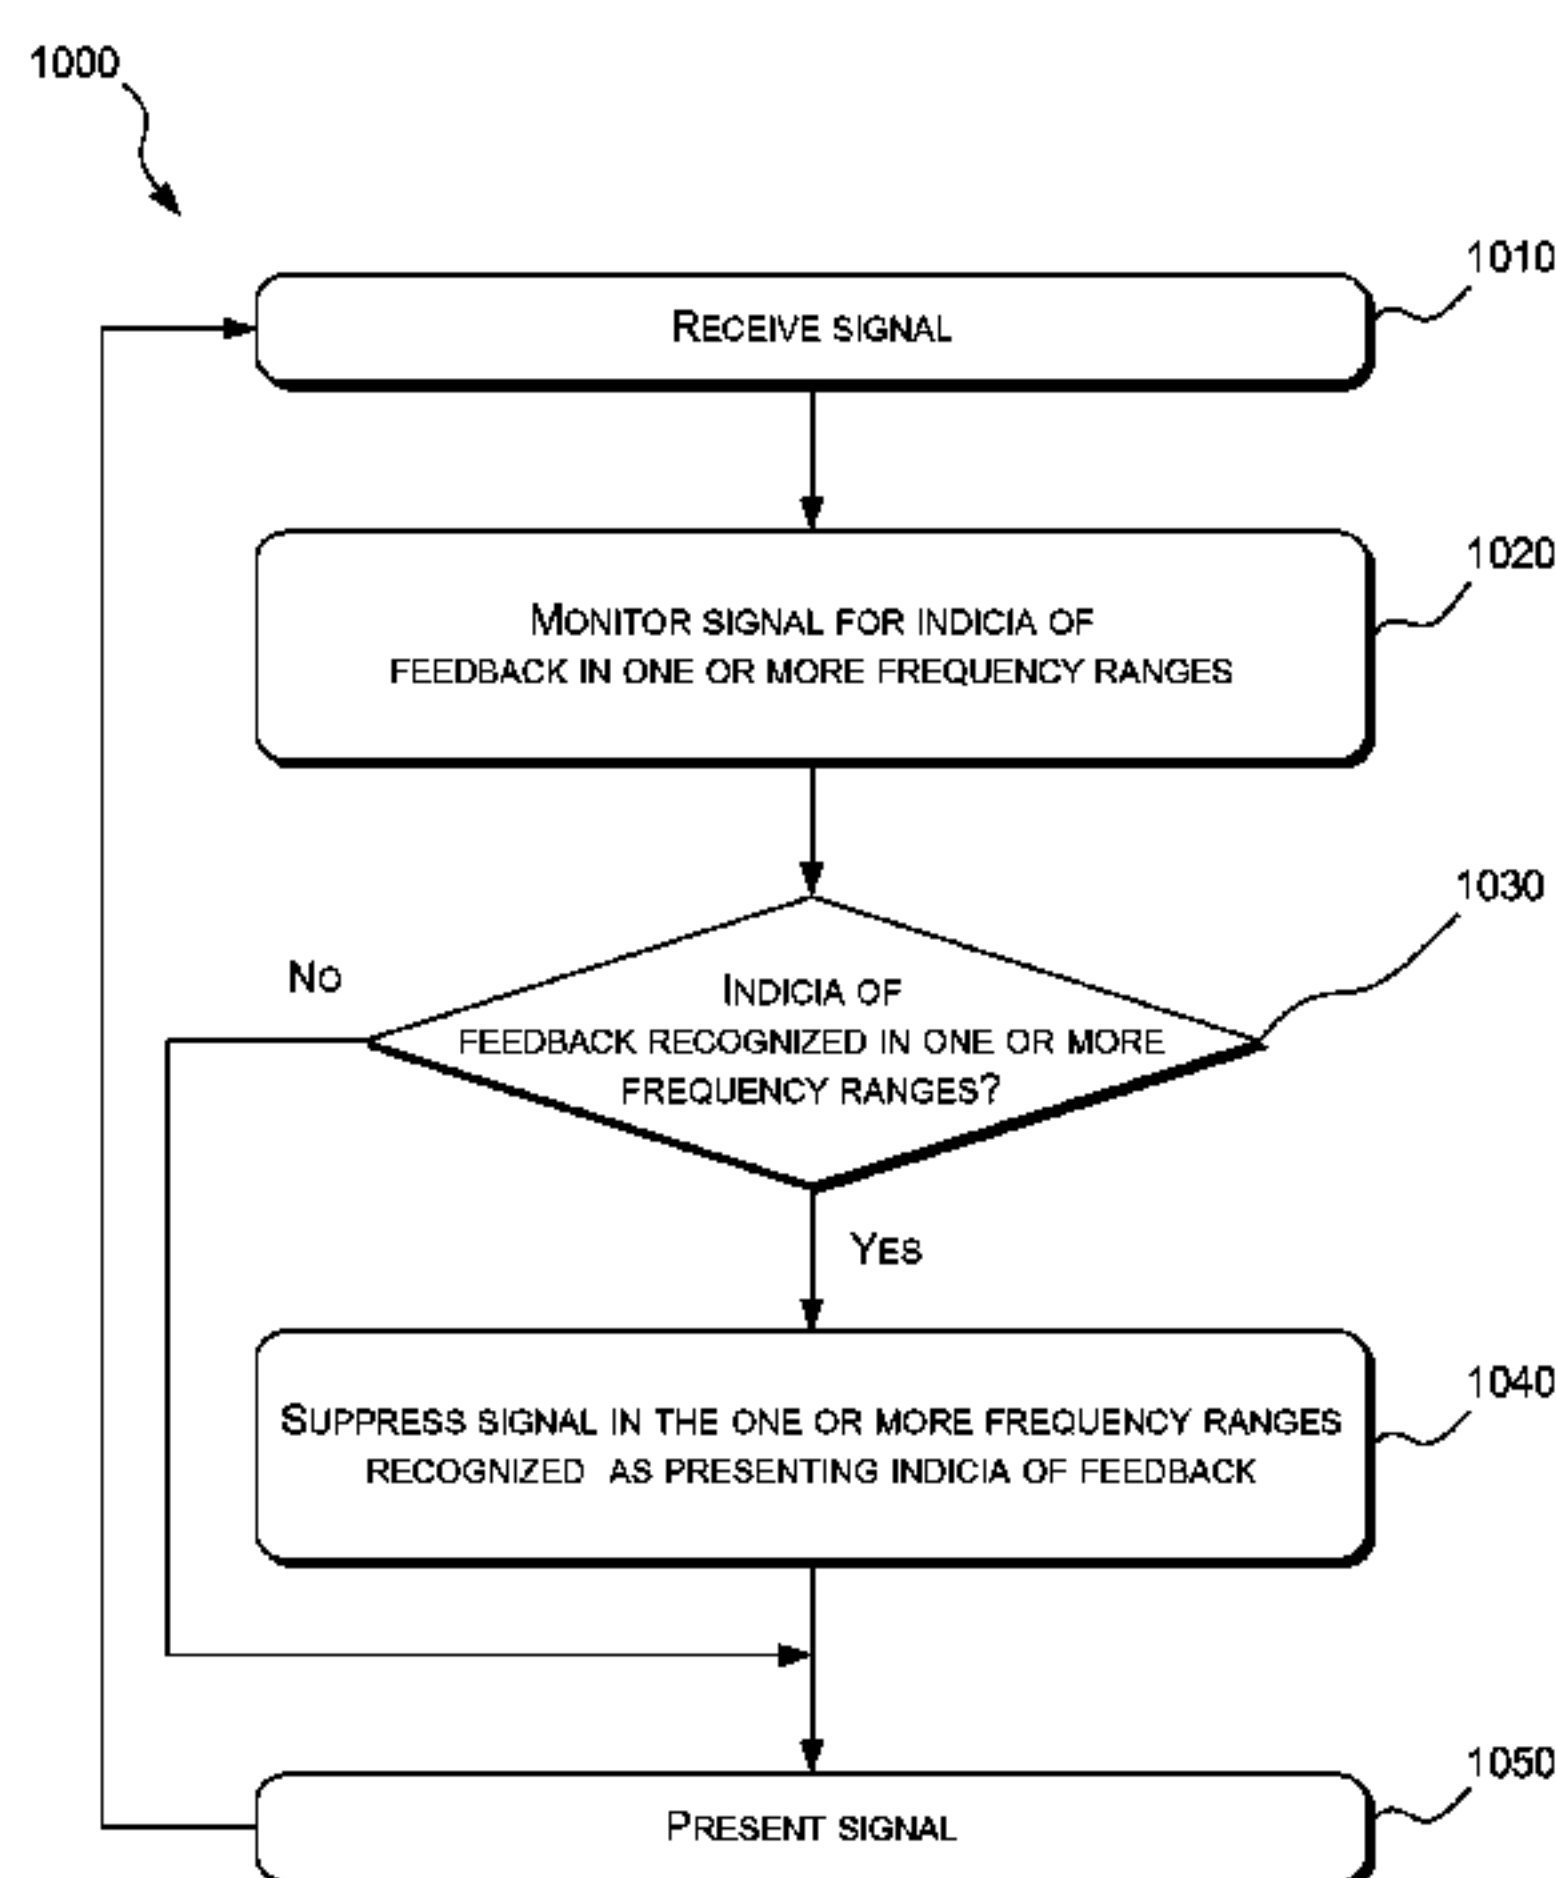 1000
1010
RECEIVE SIGNAL
1020
MONITOR SIGNAL FOR INDICIA OF
FEEDBACK IN ONE OR MORE FREQUENCY RANGES
1030
NO
INDICIA OF
FEEDBACK RECOGNIZED IN ONE OR MORE
FREQUENCY RANGES?
YES
1040
SUPPRESS SIGNAL IN THE ONE OR MORE FREQUENCY RANGES
RECOGNIZED AS PRESENTING INDICIA OF FEEDBACK
1050
PRESENT SIGNAL